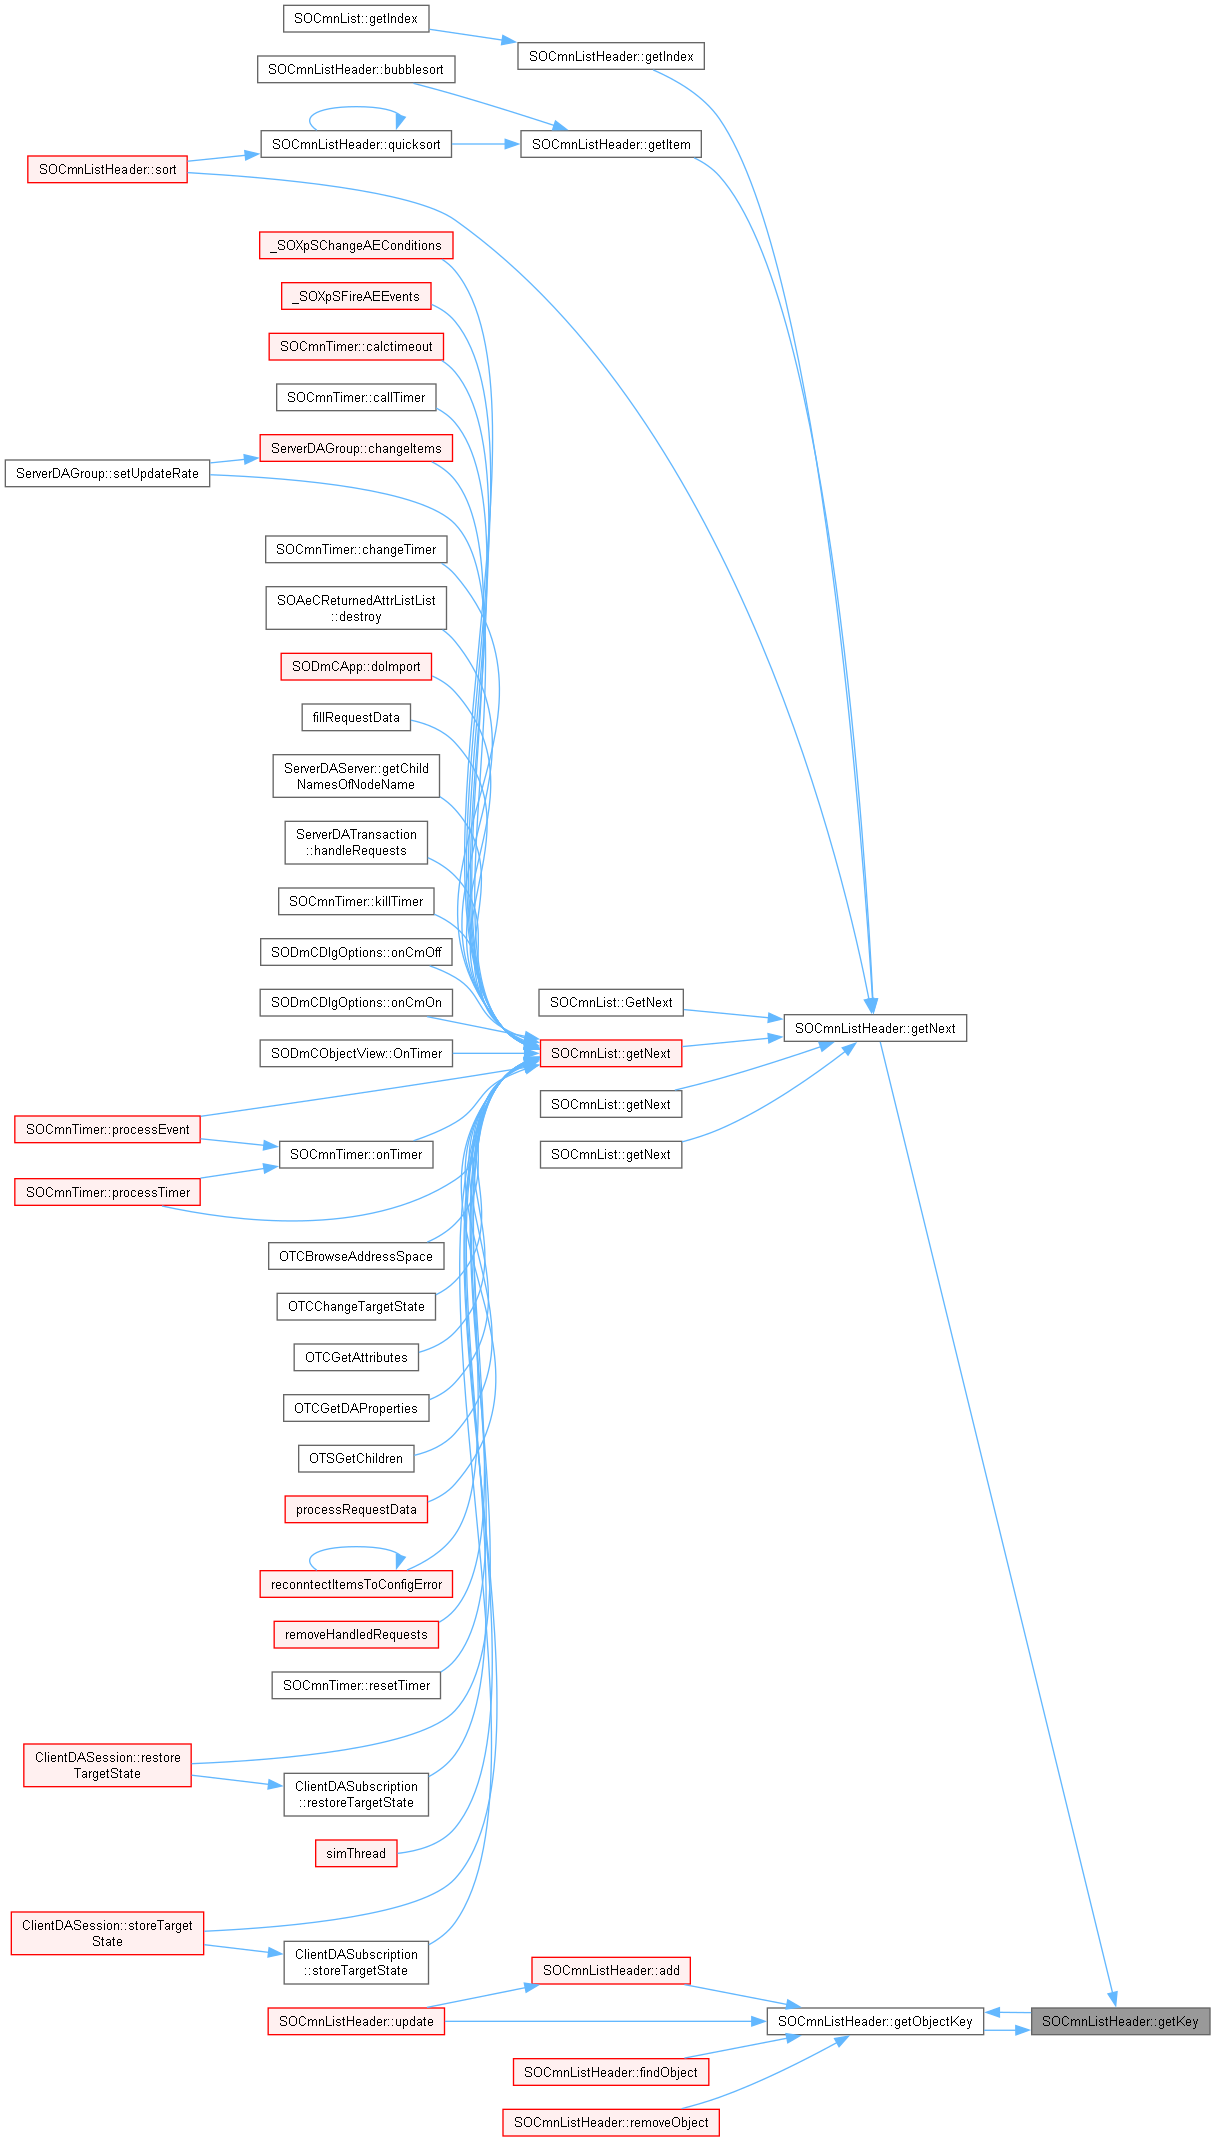 SOCmnList::getIndex
SOCmnListHeader::getIndex
SOCmnListHeader::bubblesort
SOCmnListHeader::quicksort
SOCmnListHeader::getItem
SOCmnListHeader::sort
_SOXpSChangeAEConditions
_SOXpSFireAEEvents
SOCmnTimer::calctimeout
SOCmnTimer::callTimer
ServerDAGroup::changeItems
ServerDAGroup::setUpdateRate
SOCmnTimer::changeTimer
SOAeCReturnedAttrListList
::destroy
SODmCApp::doImport
fillRequestData
ServerDAServer::getChild
NamesOfNodeName
ServerDATransaction
::handleRequests
SOCmnTimer::killTimer
SODmCDlgOptions::onCmOff
SODmCDlgOptions::onCmOn
SOCmnList::GetNext
SOCmnListHeader::getNext
SODmCObjectView::OnTimer
SOCmnList::getNext
SOCmnList::getNext
SOCmnTimer::processEvent
SOCmnTimer::onTimer
SOCmnList::getNext
SOCmnTimer::processTimer
OTCBrowseAddressSpace
OTCChangeTargetState
OTCGetAttributes
OTCGetDAProperties
OTSGetChildren
processRequestData
reconntectItemsToConfigError
removeHandledRequests
SOCmnTimer::resetTimer
ClientDASession::restore
TargetState
ClientDASubscription
::restoreTargetState
simThread
ClientDASession::storeTarget
State
ClientDASubscription
::storeTargetState
SOCmnListHeader::add
SOCmnListHeader::update
SOCmnListHeader::getObjectKey
SOCmnListHeader::getKey
SOCmnListHeader::findObject
SOCmnListHeader::removeObject